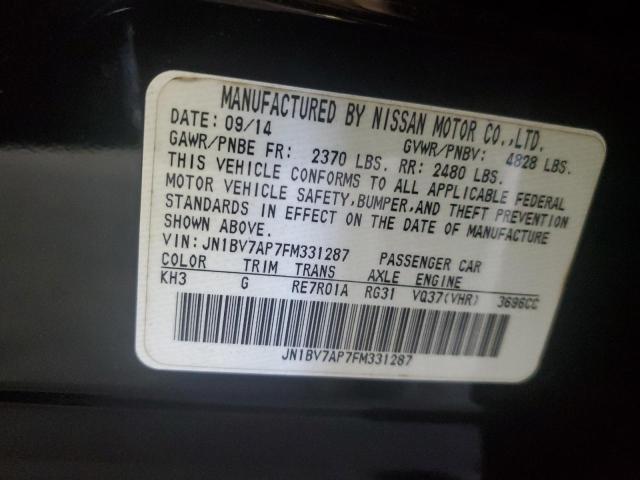 MANUFACTURED BY NISSAN MOTOR CO.,LTD.
DATE: 09/14 GVWR/PNBV: 4828 LBS.
GAWR/PNBE FR: 2370 LBS. RR: 2480 LBS.
THIS VEHICLE CONFORMS TO ALL APPLICABLE FEDERAL
MOTOR VEHICLE SAFETY,BUMPER,AND THEFT PREVENTION
STANDARDS IN EFFECT ON THE DATE OF MANUFACTURE
SHOWN ABOVE.
VIN: JN1BV7AP7FM331287 PASSENGER CAR
COLOR TRIM TRANS AXLE ENGINE
KH3 G RE7R01A RG31 VQ37(VHR) 3696CC
JN1BV7AP7FM331287